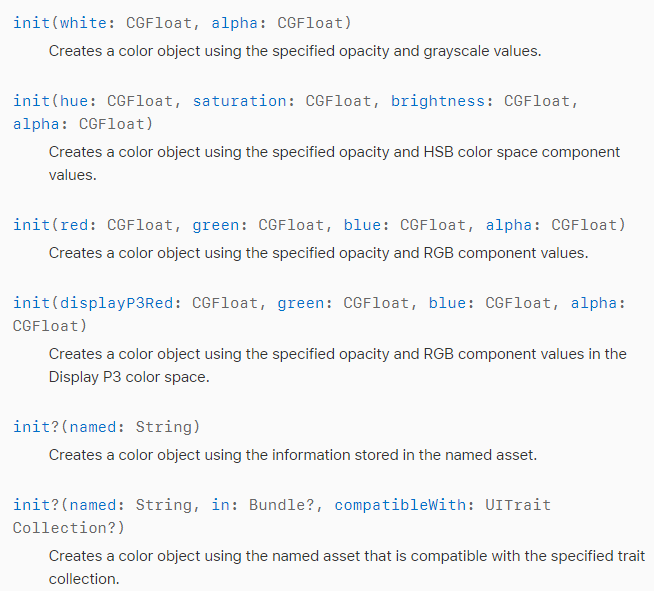 init(white: CGFloat, alpha: CGFloat)
Creates a color object using the specified opacity and grayscale values.
init(hue: CGFloat, saturation: CGFloat, brightness: CGFloat,
alpha: CGFloat)
Creates a color object using the specified opacity and HSB color space component
values.
init(red: CGFloat, green: CGFloat, blue: CGFloat, alpha: CGFloat)
Creates a color object using the specified opacity and RGB component values.
init(displayP3Red: CGFloat, green: CGFloat, blue: CGFloat, alpha:
CGFloat)
Creates a color object using the specified opacity and RGB component values in the
Display P3 color space.
init?(named: String)
Creates a color object using the information stored in the named asset.
init?(named: String, in: Bundle?, compatibleWith: UITrait
Collection?)
Creates a color object using the named asset that is compatible with the specified trait
collection.